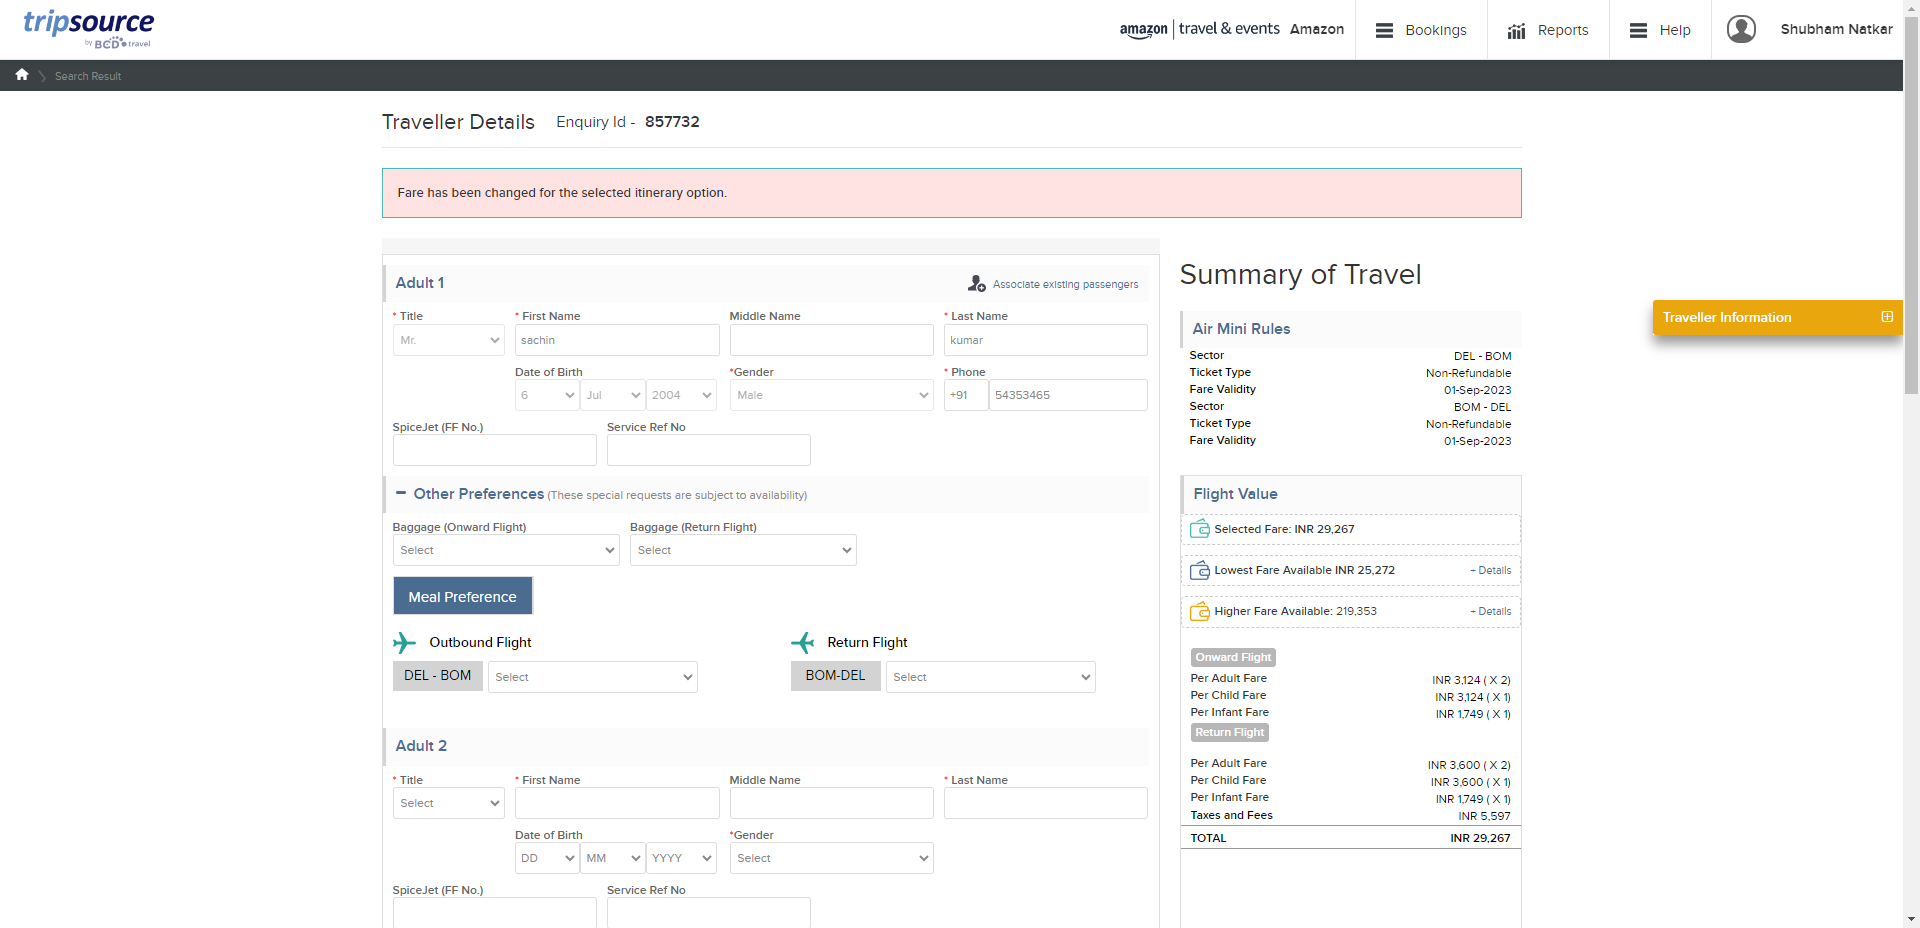 tripsource
by BCD travel
amazon | travel & events Amazon
Bookings
Reports
Help
Shubham Natkar
Search Result
Traveller Details Enquiry Id - 857732
Fare has been changed for the selected itinerary option.
Adult 1
Associate existing passengers
* Title * First Name Middle Name * Last Name
Mr. sachin kumar
Date of Birth *Gender * Phone
6 Jul 2004 Male +91 54353465
SpiceJet (FF No.) Service Ref No
Other Preferences (These special requests are subject to availability)
Baggage (Onward Flight) Baggage (Return Flight)
Select Select
Meal Preference
Outbound Flight Return Flight
DEL - BOM Select BOM-DEL Select
Adult 2
* Title * First Name Middle Name * Last Name
Select
Date of Birth *Gender
DD MM YYYY Select
SpiceJet (FF No.) Service Ref No
Summary of Travel
Air Mini Rules
Sector DEL - BOM
Ticket Type Non-Refundable
Fare Validity 01-Sep-2023
Sector BOM - DEL
Ticket Type Non-Refundable
Fare Validity 01-Sep-2023
Flight Value
Selected Fare: INR 29,267
Lowest Fare Available INR 25,272 + Details
Higher Fare Available: 219,353 + Details
Onward Flight
Per Adult Fare INR 3,124 ( X 2)
Per Child Fare INR 3,124 ( X 1)
Per Infant Fare INR 1,749 ( X 1)
Return Flight
Per Adult Fare INR 3,600 ( X 2)
Per Child Fare INR 3,600 ( X 1)
Per Infant Fare INR 1,749 ( X 1)
Taxes and Fees INR 5,597
TOTAL INR 29,267
Traveller Information